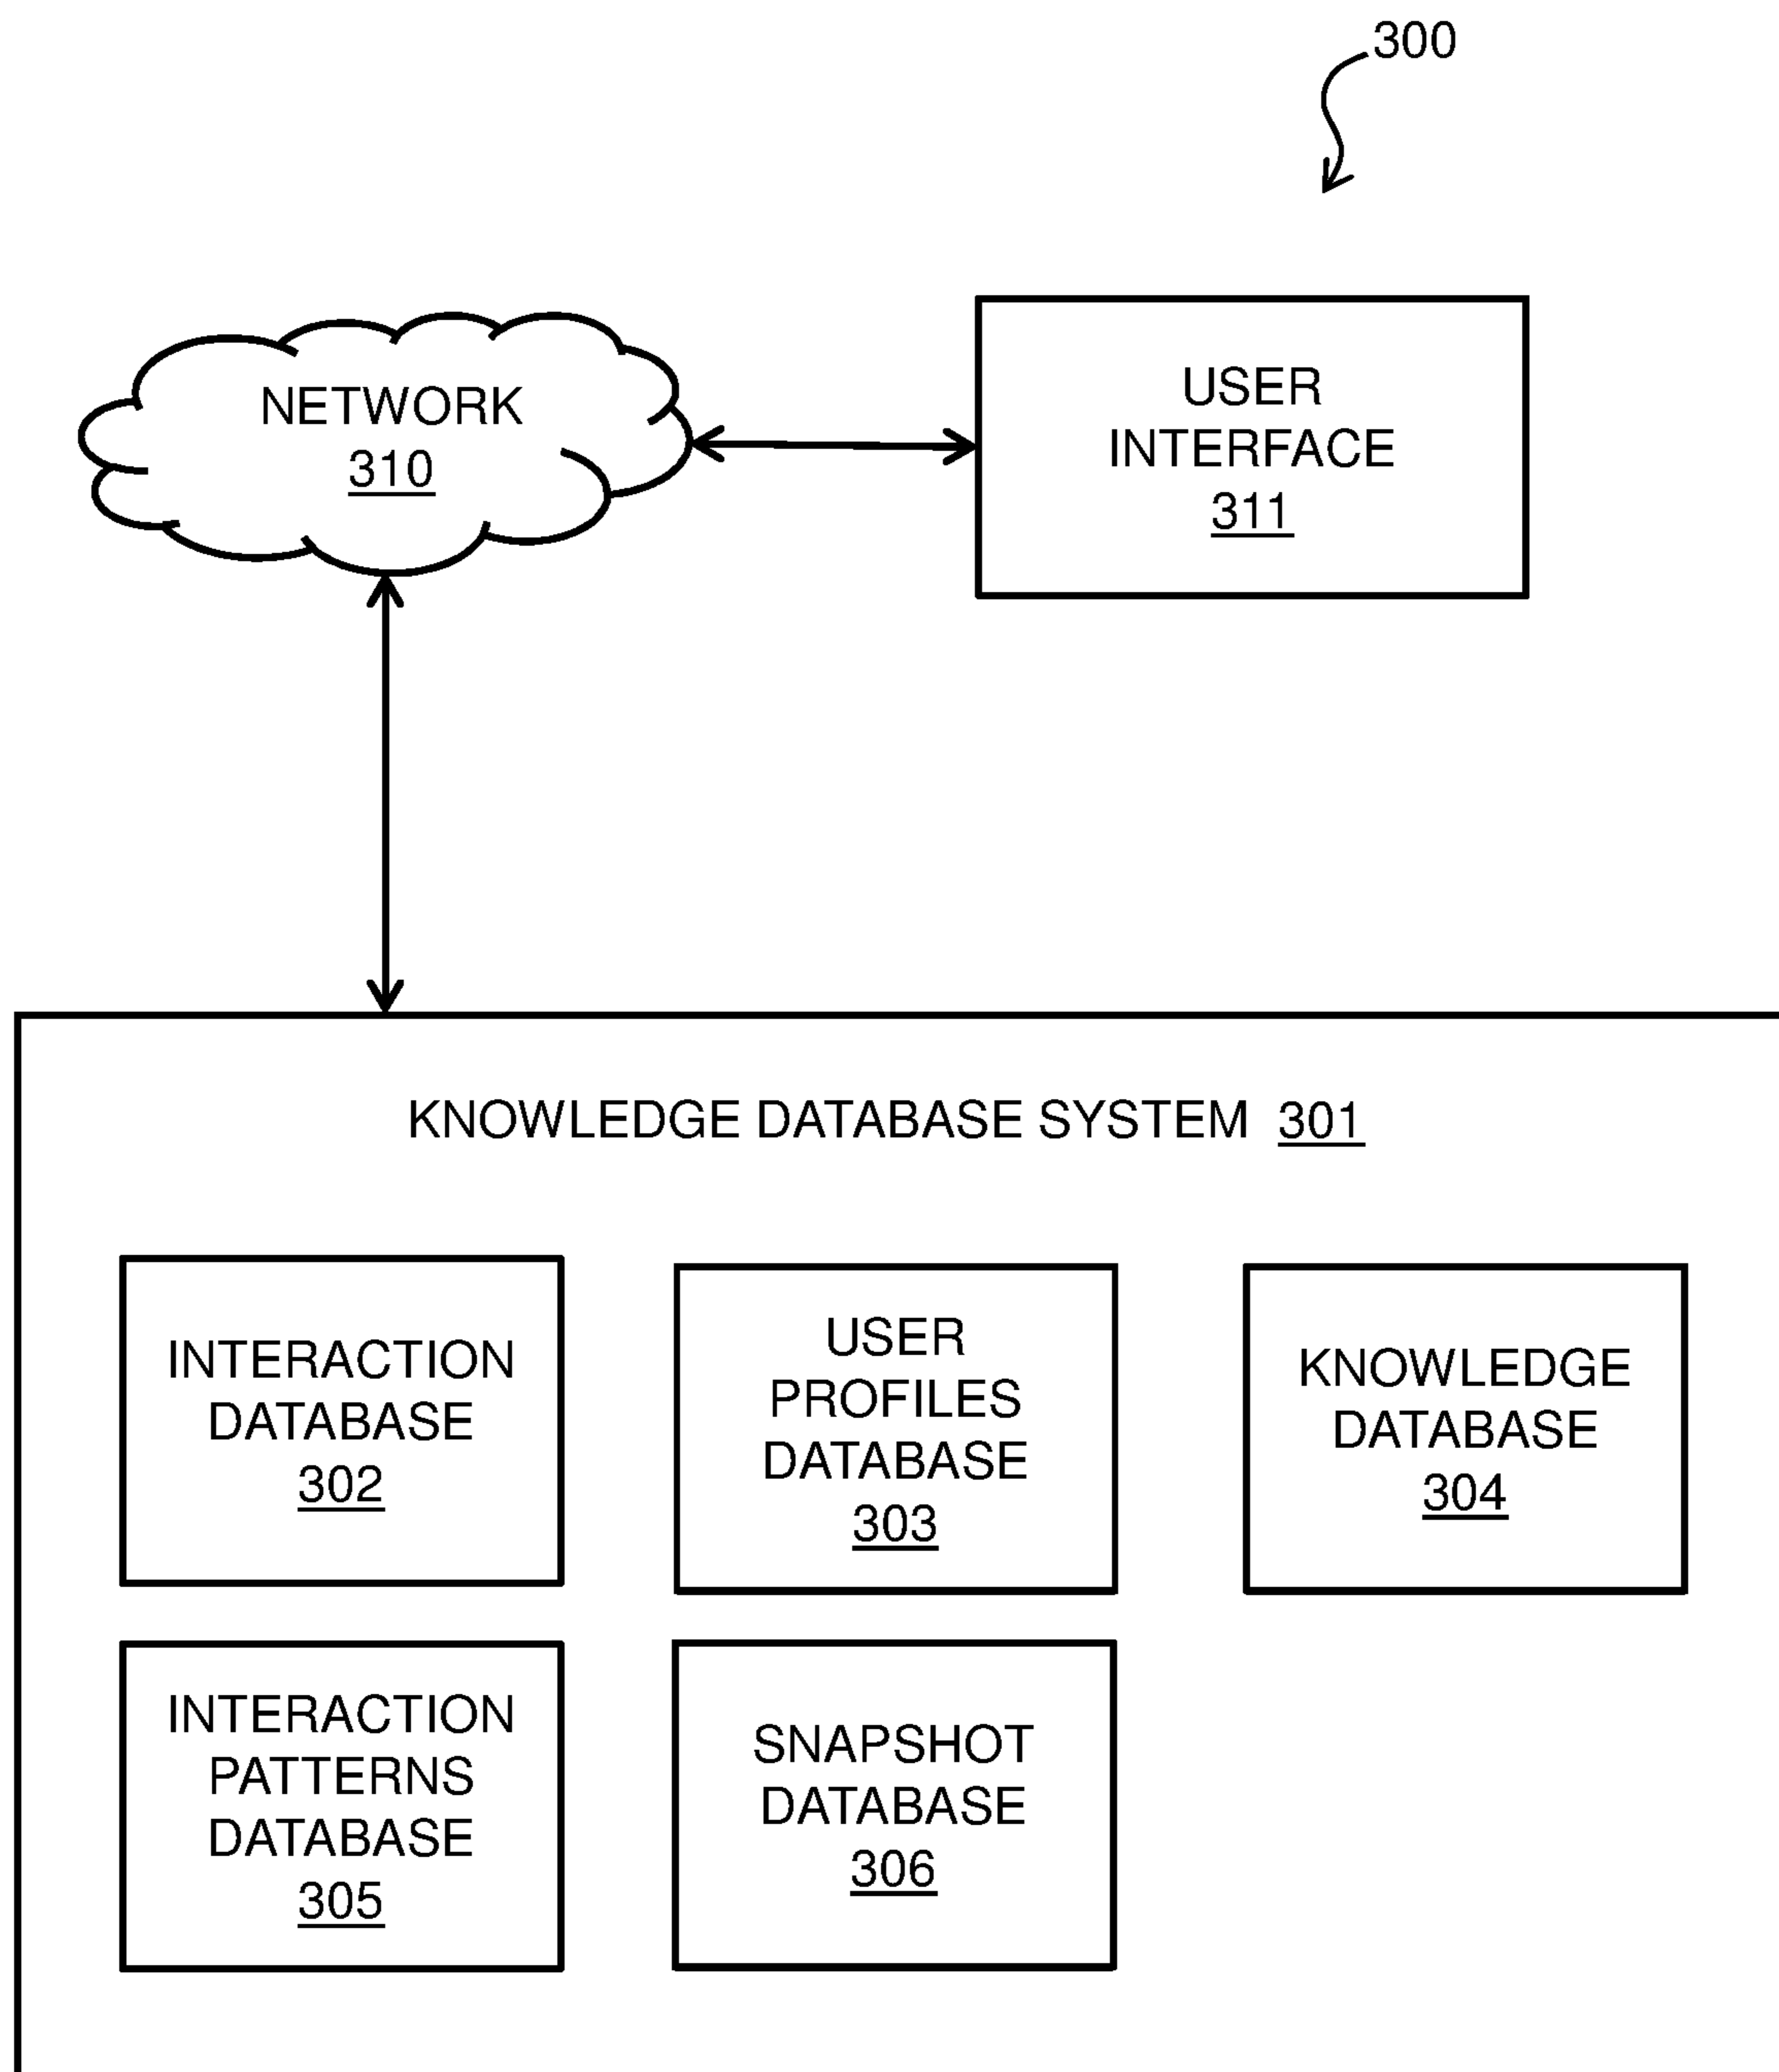 300
NETWORK
310
USER
INTERFACE
311
KNOWLEDGE DATABASE SYSTEM 301
INTERACTION
DATABASE
302
USER
PROFILES
DATABASE
303
KNOWLEDGE
DATABASE
304
INTERACTION
PATTERNS
DATABASE
305
SNAPSHOT
DATABASE
306